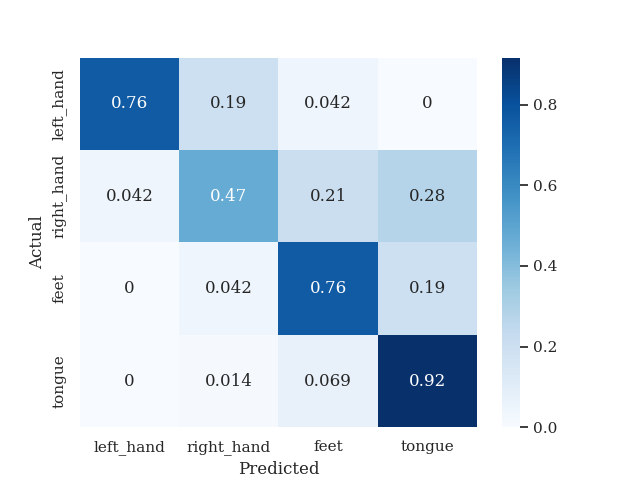 left_hand 0.76 0.19 0.042 0
right_hand 0.042 0.47 0.21 0.28
feet 0 0.042 0.76 0.19
tongue 0 0.014 0.069 0.92
left_hand right_hand feet tongue
Predicted
Actual
0.8
0.6
0.4
0.2
0.0